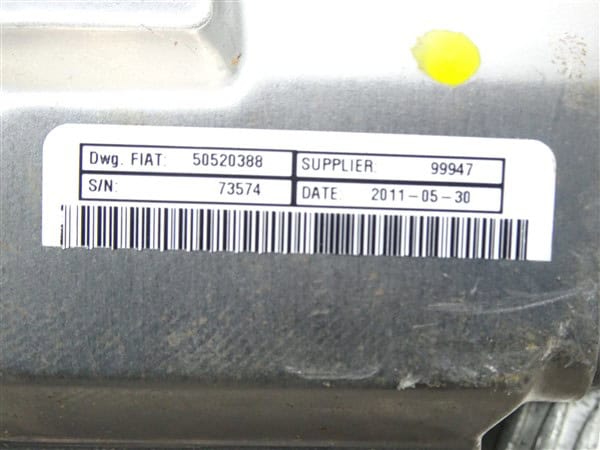 Dwg. FIAT: 50520388 SUPPLIER: 99947
S/N: 73574 DATE: 2011-05-30